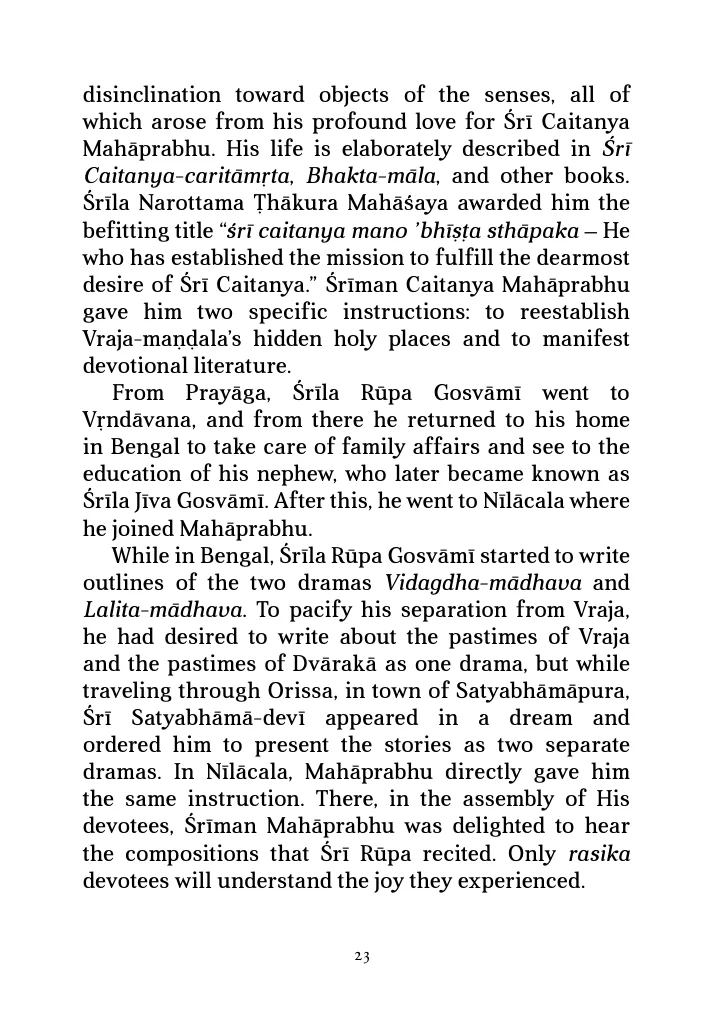 disinclination toward objects of the senses, all of
which arose from his profound love for Śrī Caitanya
Mahāprabhu. His life is elaborately described in Śrī
Caitanya-caritāmṛta, Bhakta-māla, and other books.
Śrīla Narottama Ṭhākura Mahāśaya awarded him the
befitting title “śrī caitanya mano ’bhīṣṭa sthāpaka – He
who has established the mission to fulfill the dearmost
desire of Śrī Caitanya.” Śrīman Caitanya Mahāprabhu
gave him two specific instructions: to reestablish
Vraja-maṇḍala’s hidden holy places and to manifest
devotional literature.
From Prayāga, Śrīla Rūpa Gosvāmī went to
Vṛndāvana, and from there he returned to his home
in Bengal to take care of family affairs and see to the
education of his nephew, who later became known as
Śrīla Jīva Gosvāmī. After this, he went to Nīlācala where
he joined Mahāprabhu.
While in Bengal, Śrīla Rūpa Gosvāmī started to write
outlines of the two dramas Vidagdha-mādhava and
Lalita-mādhava. To pacify his separation from Vraja,
he had desired to write about the pastimes of Vraja
and the pastimes of Dvārakā as one drama, but while
traveling through Orissa, in town of Satyabhāmāpura,
Śrī Satyabhāmā-devī appeared in a dream and
ordered him to present the stories as two separate
dramas. In Nīlācala, Mahāprabhu directly gave him
the same instruction. There, in the assembly of His
devotees, Śrīman Mahāprabhu was delighted to hear
the compositions that Śrī Rūpa recited. Only rasika
devotees will understand the joy they experienced.
23